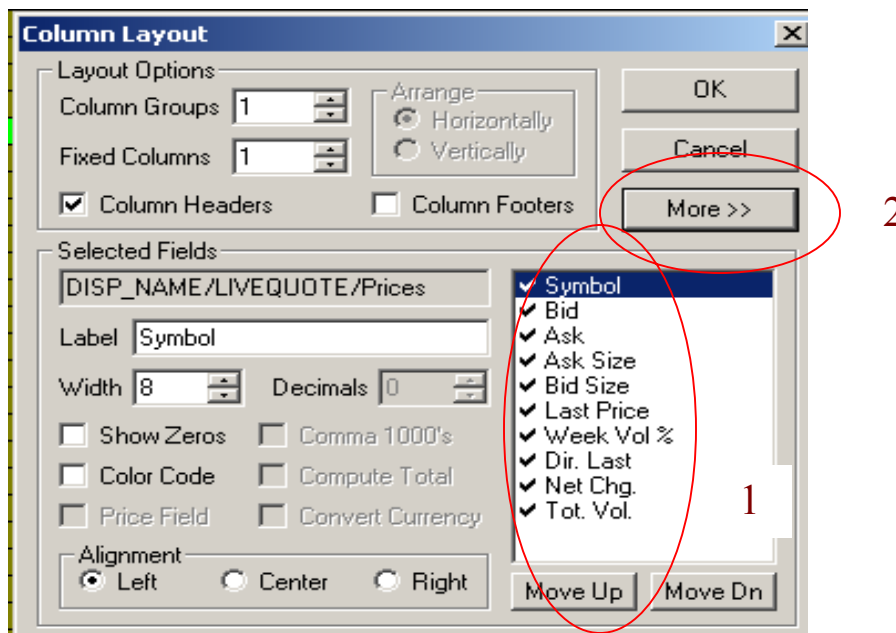 Column Layout
Layout Options
Column Groups 1
Fixed Columns 1
Arrange
Horizontally
Vertically
Column Headers
Column Footers
OK
Cancel
More >>
2
Selected Fields
DISP_NAME/LIVEQUOTE/Prices
Label Symbol
Width 8 Decimals 0
Show Zeros Comma 1000's
Color Code Compute Total
Price Field Convert Currency
Alignment
Left Center Right
Symbol
Bid
Ask
Ask Size
Bid Size
Last Price
Week Vol %
Dir. Last
Net Chg.
Tot. Vol.
1
Move Up Move Dn